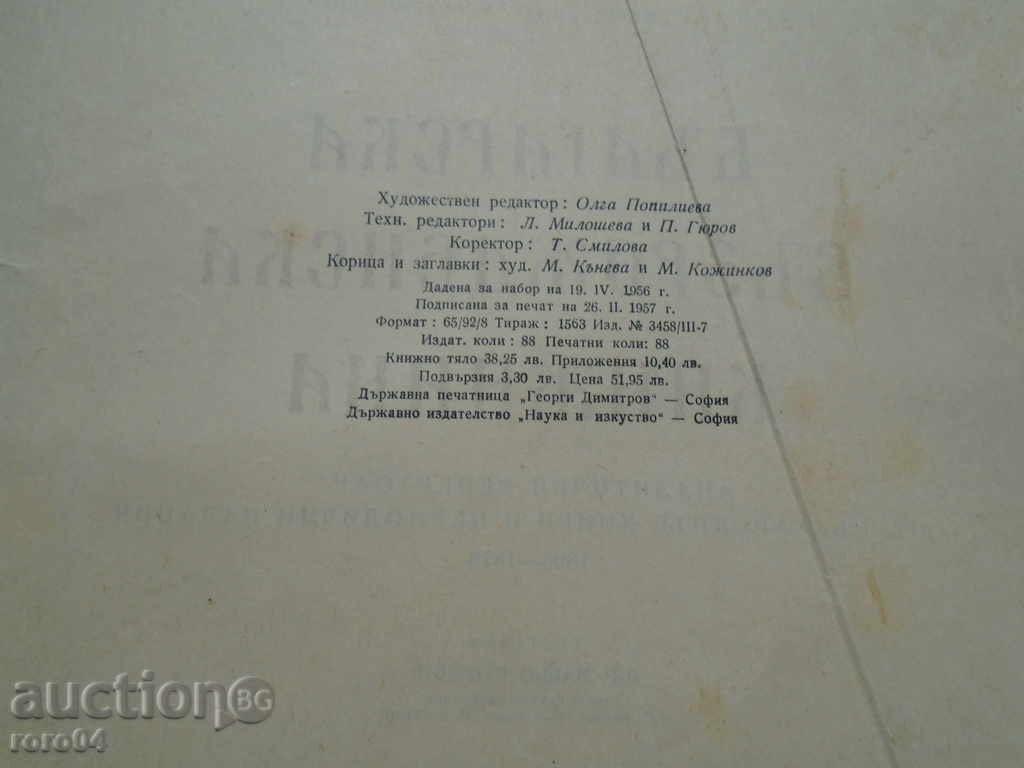 Художествен редактор: Олга Попилиева
Техн. редактори: Л. Милошева и П. Гюров
Коректор: Т. Смилова
Корица и заглавки: худ. М. Кънева и М. Кожинков
Дадена за набор на 19. IV. 1956 г.
Подписана за печат на 26. II. 1957 г.
Формат: 65/92/8 Тираж: 1563 Изд. № 3458/III-7
Издат. коли: 88 Печатни коли: 88
Книжно тяло 38,25 лв. Приложения 10,40 лв.
Подвързия 3,30 лв. Цена 51,95 лв.
Държавна печатница „Георги Димитров“ — София
Държавно издателство „Наука и изкуство“ — София
auction BG
roro04